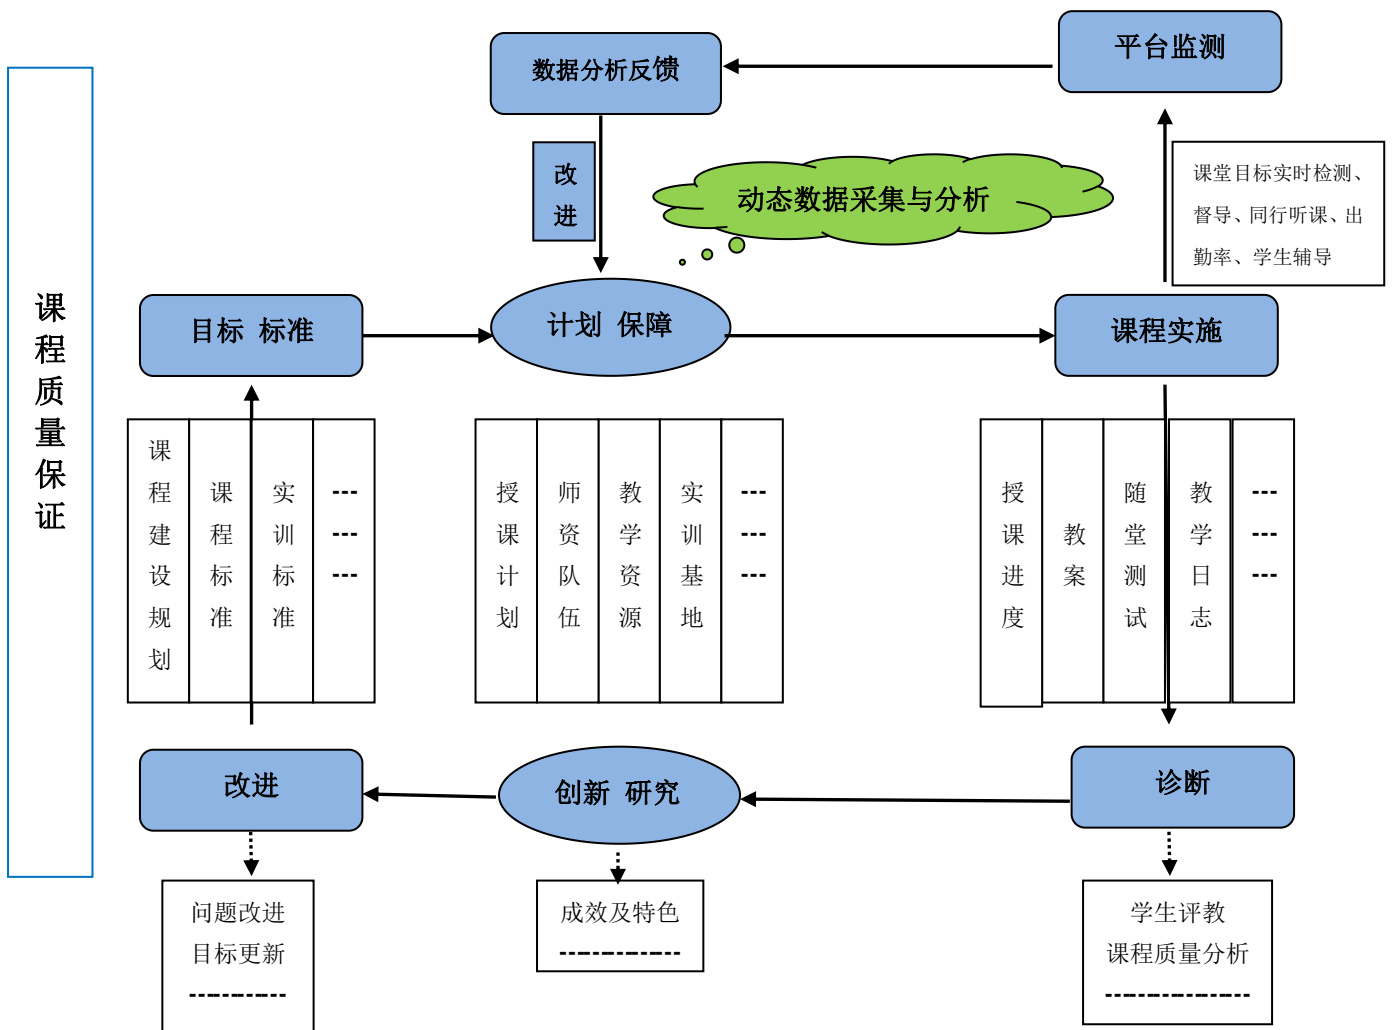 平台监测
数据分析反馈
改进
动态数据采集与分析
课堂目标实时检测、
督导、同行听课、出
勤率、学生辅导
课程质量保证
目标 标准
计划 保障
课程实施
课程建设规划
课程标准
实训标准
---
---
---
授课计划
师资队伍
教学资源
实训基地
---
---
---
授课进度
教案
随堂测试
教学日志
---
---
---
改进
创新 研究
诊断
问题改进
目标更新
------------
成效及特色
---------------
学生评教
课程质量分析
------------------